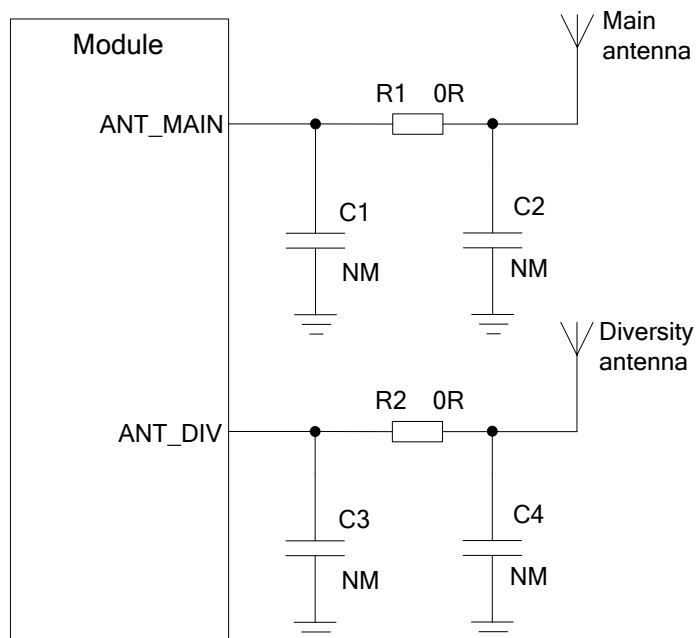 Module
Main
antenna
R1 0R
ANT_MAIN
C1
C2
NM
NM
Diversity
antenna
R2 0R
ANT_DIV
C3
C4
NM
NM